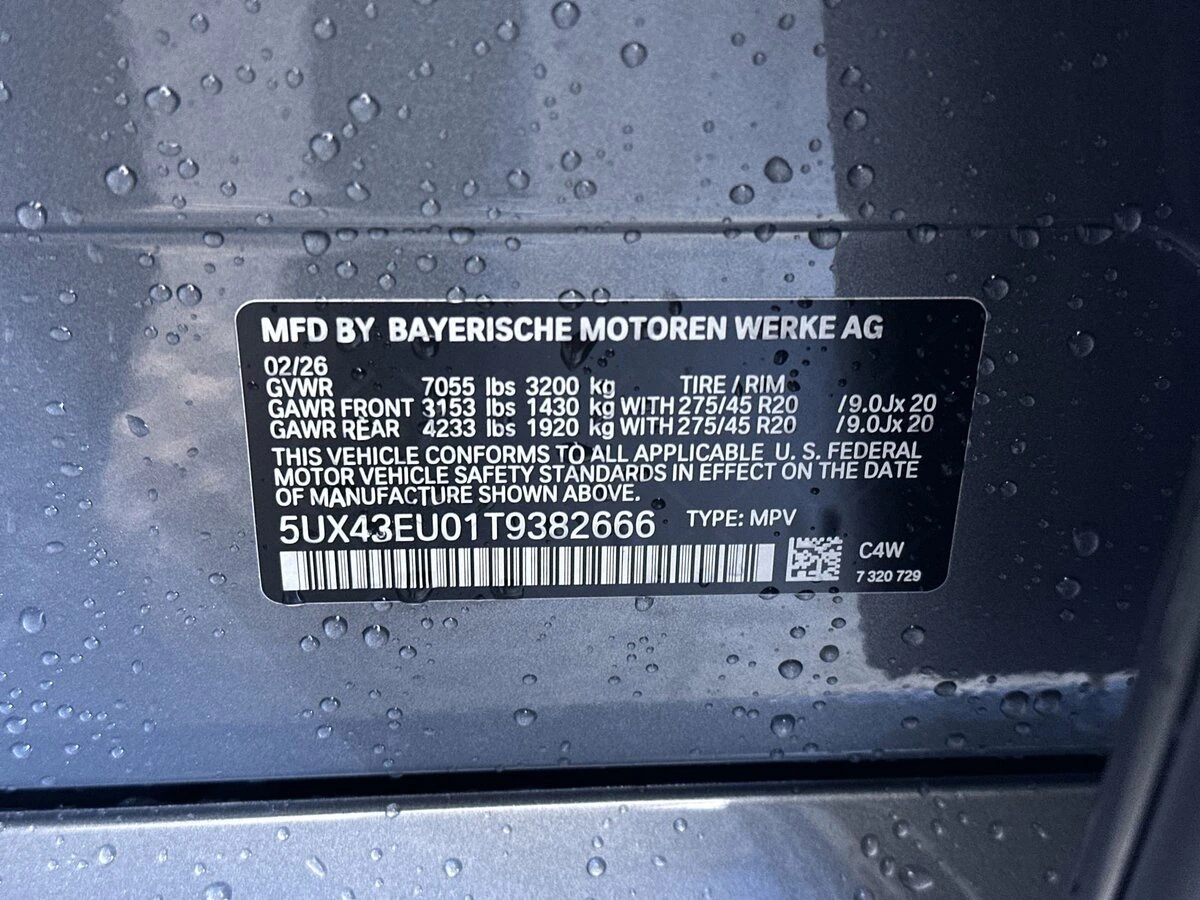 MFD BY BAYERISCHE MOTOREN WERKE AG
02/26
GVWR 7055 lbs 3200 kg TIRE / RIM
GAWR FRONT 3153 lbs 1430 kg WITH 275/45 R20 /9.0Jx 20
GAWR REAR 4233 lbs 1920 kg WITH 275/45 R20 /9.0Jx 20
THIS VEHICLE CONFORMS TO ALL APPLICABLE U. S. FEDERAL
MOTOR VEHICLE SAFETY STANDARDS IN EFFECT ON THE DATE
OF MANUFACTURE SHOWN ABOVE.
5UX43EU01T9382666 TYPE: MPV
C4W
7 320 729